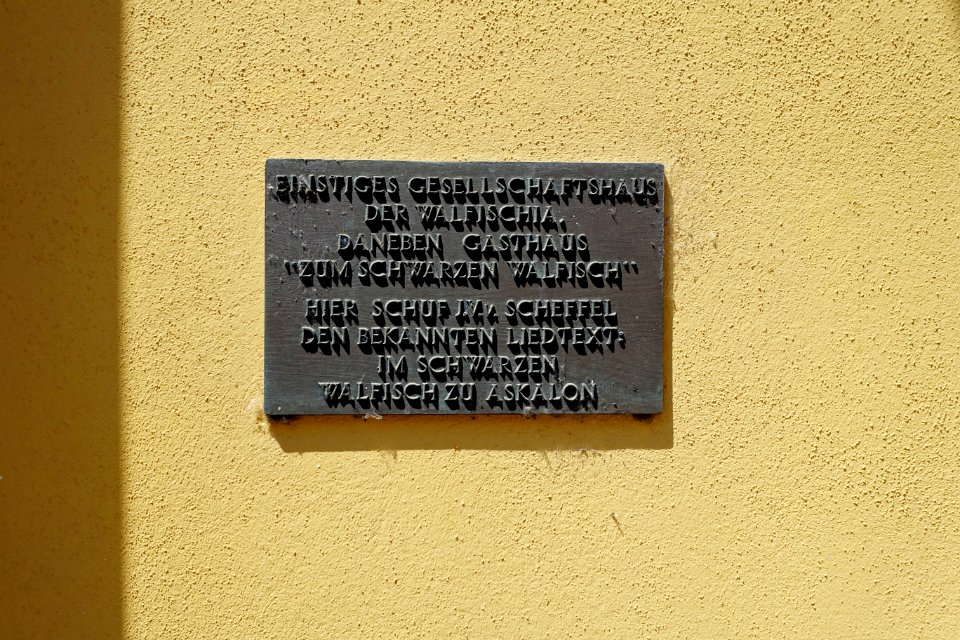 EINSTIGES GESELLSCHAFTSHAUS
DER WALFISCHIA,
DANEBEN GASTHAUS
"ZUM SCHWARZEN WALFISCH"
HIER SCHUF J.V. SCHEFFEL
DEN BEKANNTEN LIEDTEXT:
IM SCHWARZEN
WALFISCH ZU ASKALON